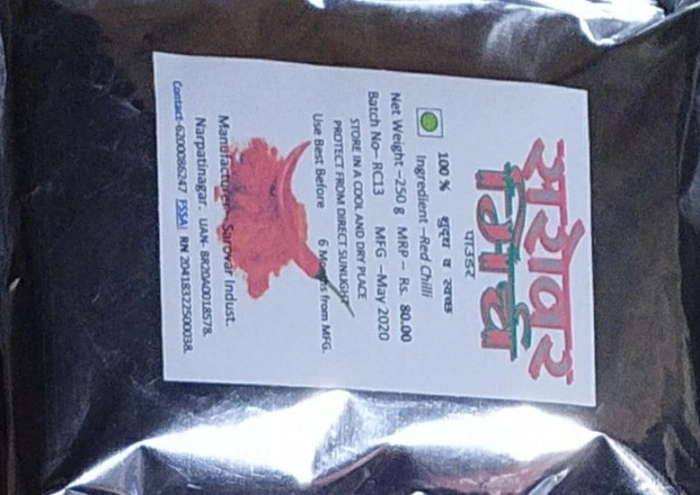 सरोवर
मिर्च
पाउडर
100 % शुद्ध व स्वच्छ
Ingredient –Red Chilli
Net Weight –250 g MRP – Rs. 80.00
Batch No– RC13 MFG –May 2020
STORE IN A COOL AND DRY PLACE
PROTECT FROM DIRECT SUNLIGHT
Use Best Before 6 Months from MFG.
Manufacturer –Sarovar Indust.
Narpatinagar. UAN- BR20A0018578.
Contact-6200086247 FSSAI RN 20418322500038.